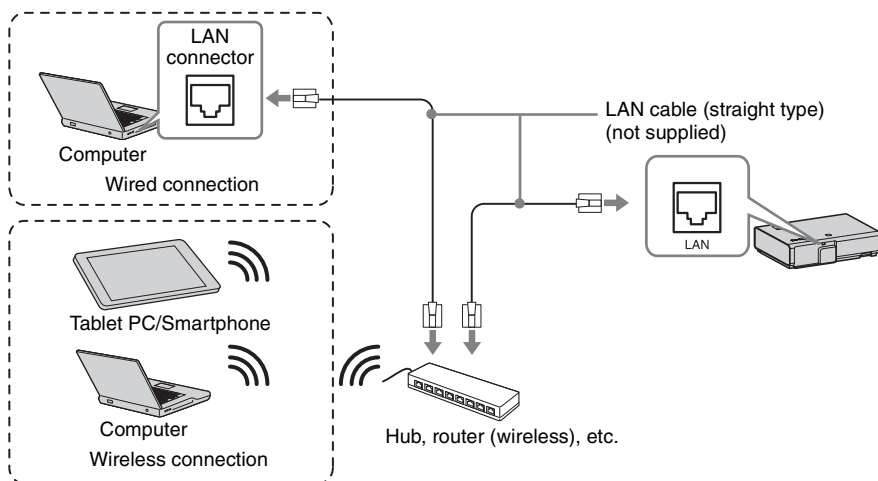 LAN
connector
Computer
Wired connection
LAN cable (straight type)
(not supplied)
LAN
Tablet PC/Smartphone
Computer
Wireless connection
Hub, router (wireless), etc.